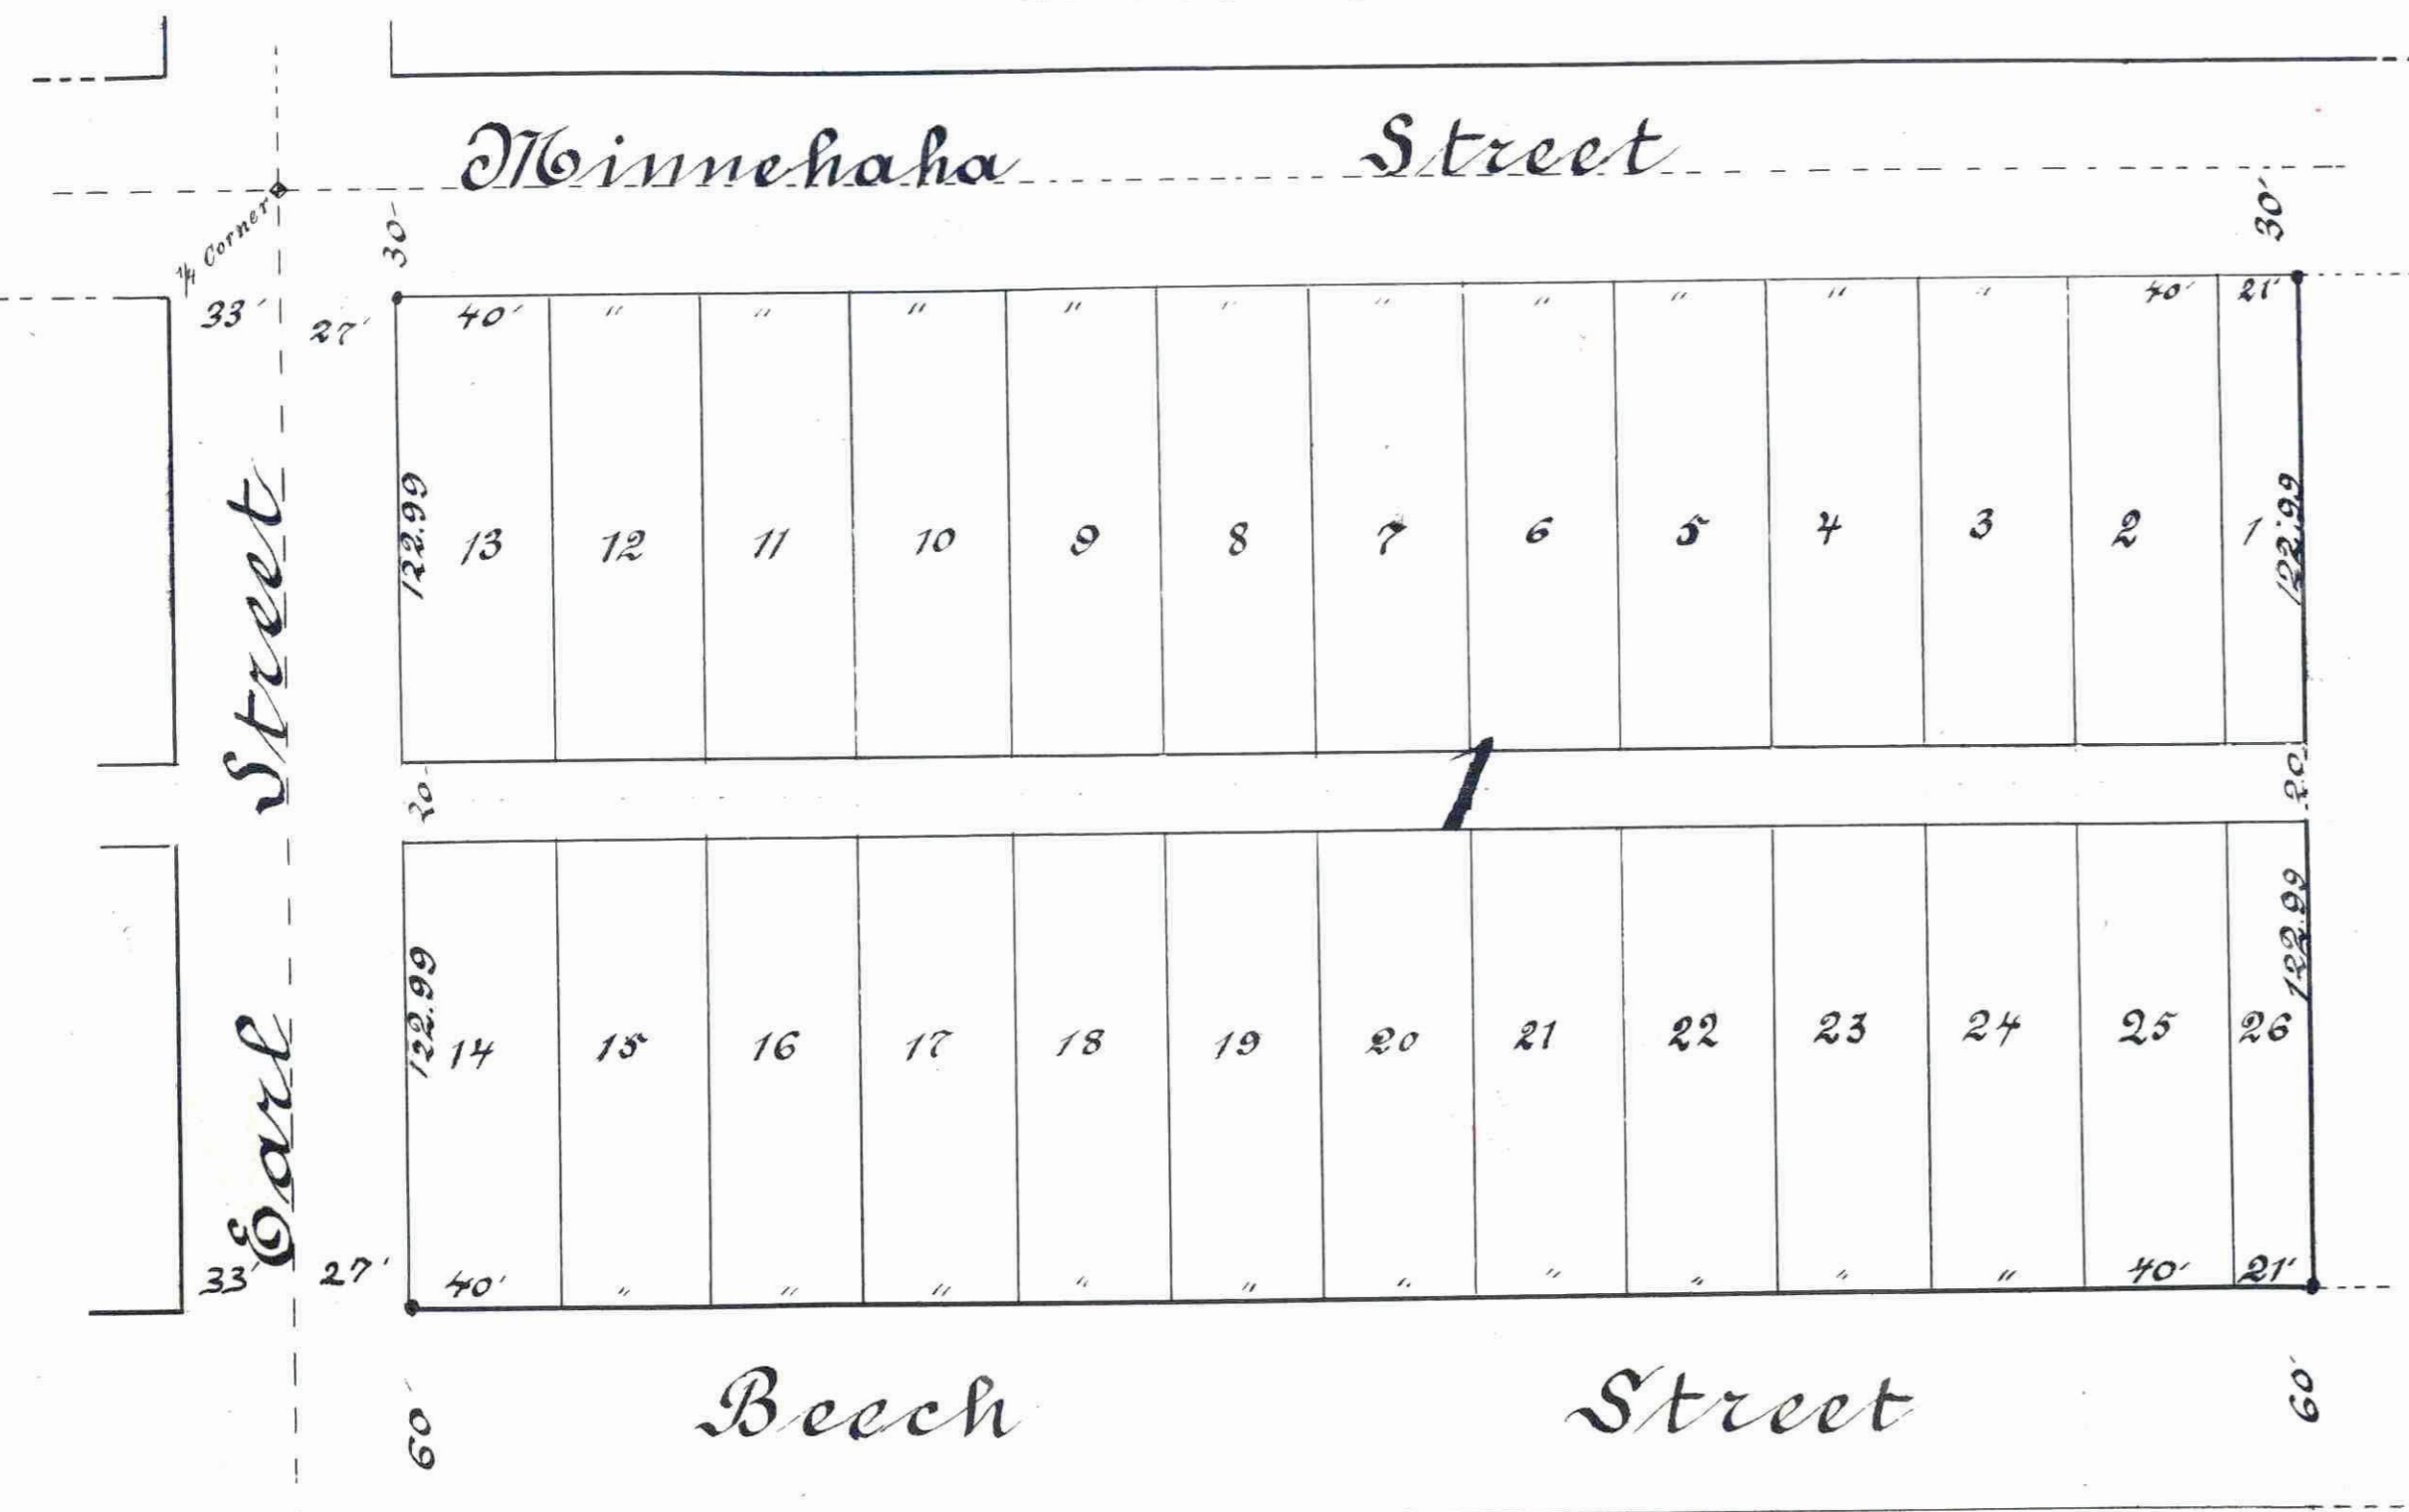 Minnehaha Street
1/4 Corner
30' 30'
33' 27'
40' " " " " " " " " " " 40' 21'
122.99 122.99
13 12 11 10 9 8 7 6 5 4 3 2 1
Earl Street
20 1 20
122.99 122.99
14 15 16 17 18 19 20 21 22 23 24 25 26
33' 27'
40' " " " " " " " " " " 40' 21'
Beech Street
60' 60'